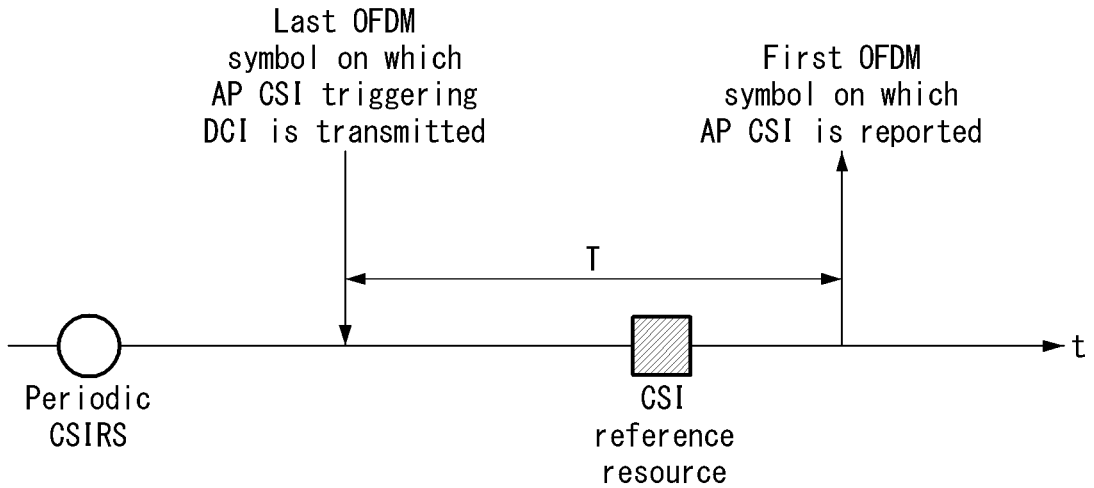 Last OFDM
symbol on which
AP CSI triggering
DCI is transmitted
First OFDM
symbol on which
AP CSI is reported
T
t
Periodic
CSIRS
CSI
reference
resource